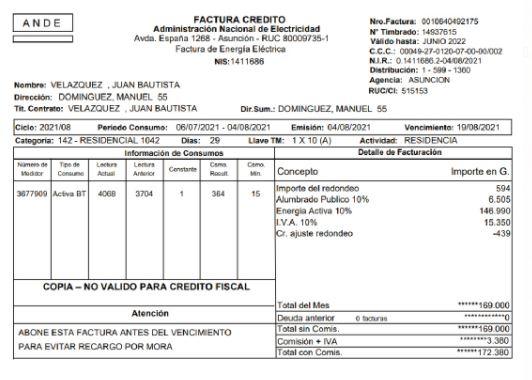 ANDE
FACTURA CREDITO
Administración Nacional de Electricidad
Avda. España 1268 - Asunción - RUC 80009735-1
Factura de Energía Eléctrica
NIS:1411686
Nro.Factura: 0010640492175
N° Timbrado: 14937615
Válido hasta: JUNIO 2022
C.C.C.: 00049-27-0120-07-00-00/002
N.I.R.: 0.1411686.2-04/08/2021
Distribución: 1 - 599 - 1360
Agencia: ASUNCION
RUC/CI: 515153
Nombre: VELAZQUEZ , JUAN BAUTISTA
Dirección: DOMINGUEZ, MANUEL 55
Tit. Contrato: VELAZQUEZ , JUAN BAUTISTA Dir.Sum.: DOMINGUEZ, MANUEL 55
Ciclo: 2021/08 Periodo Consumo: 06/07/2021 - 04/08/2021 Emisión: 04/08/2021 Vencimiento: 19/08/2021
Categoria: 142 - RESIDENCIAL 1042 Días: 29 Llave TM: 1 X 10 (A) Actividad: RESIDENCIA
Información de Consumos
Número de Medidor Tipo de Consumo Lectura Actual Lectura Anterior Constante Csmo. Result. Csmo. Min.
3677909 Activa BT 4068 3704 1 364 15
COPIA – NO VALIDO PARA CREDITO FISCAL
Atención
ABONE ESTA FACTURA ANTES DEL VENCIMIENTO
PARA EVITAR RECARGO POR MORA
Detalle de Facturación
Concepto Importe en G.
Importe del redondeo 594
Alumbrado Publico 10% 6.505
Energia Activa 10% 146.990
I.V.A. 10% 15.350
Cr. ajuste redondeo -439
Total del Mes ******169.000
Deuda anterior 0 facturas ************0
Total sin Comis. ******169.000
Comisión + IVA ********3.380
Total con Comis. ******172.380